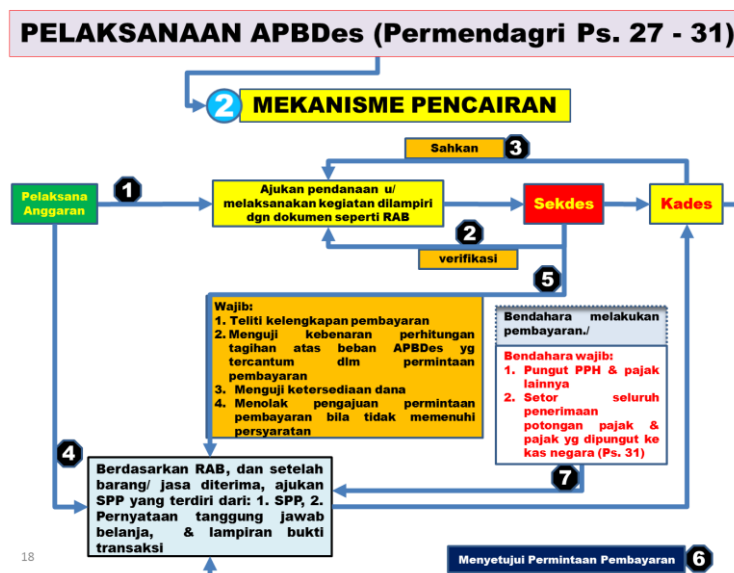 PELAKSANAAN APBDes (Permendagri Ps. 27 - 31)
2 MEKANISME PENCAIRAN
Sahkan 3
Pelaksana
Anggaran
1
Ajukan pendanaan u/
melaksanakan kegiatan dilampiri
dgn dokumen seperti RAB
Sekdes
Kades
2
verifikasi
5
Wajib:
1. Teliti kelengkapan pembayaran
2. Menguji kebenaran perhitungan
tagihan atas beban APBDes yg
tercantum dlm permintaan
pembayaran
3. Menguji ketersediaan dana
4. Menolak pengajuan permintaan
pembayaran bila tidak memenuhi
persyaratan
Bendahara melakukan
pembayaran./
Bendahara wajib:
1. Pungut PPH & pajak
lainnya
2. Setor seluruh
penerimaan
potongan pajak &
pajak yg dipungut ke
kas negara (Ps. 31)
4
7
Berdasarkan RAB, dan setelah
barang/ jasa diterima, ajukan
SPP yang terdiri dari: 1. SPP, 2.
Pernyataan tanggung jawab
belanja, & lampiran bukti
transaksi
18
Menyetujui Permintaan Pembayaran 6